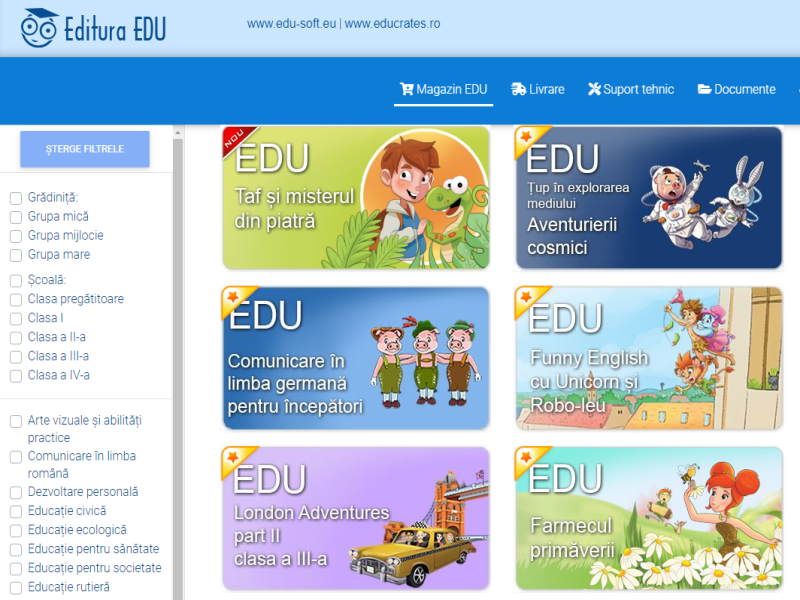 Editura EDU
www.edu-soft.eu | www.educrates.ro
Magazin EDU
Livrare
Suport tehnic
Documente
ȘTERGE FILTRELE
Grădiniță:
Grupa mică
Grupa mijlocie
Grupa mare
Școală:
Clasa pregătitoare
Clasa I
Clasa a II-a
Clasa a III-a
Clasa a IV-a
Arte vizuale și abilități
practice
Comunicare în limba
română
Dezvoltare personală
Educație civică
Educație ecologică
Educație pentru sănătate
Educație pentru societate
Educație rutieră
NOU
EDU
Taf și misterul
din piatră
EDU
Țup în explorarea
mediului
Aventurierii
cosmici
EDU
Comunicare în
limba germană
pentru începători
EDU
Funny English
cu Unicorn și
Robo-leu
EDU
London Adventures
part II
clasa a III-a
EDU
Farmecul
primăverii